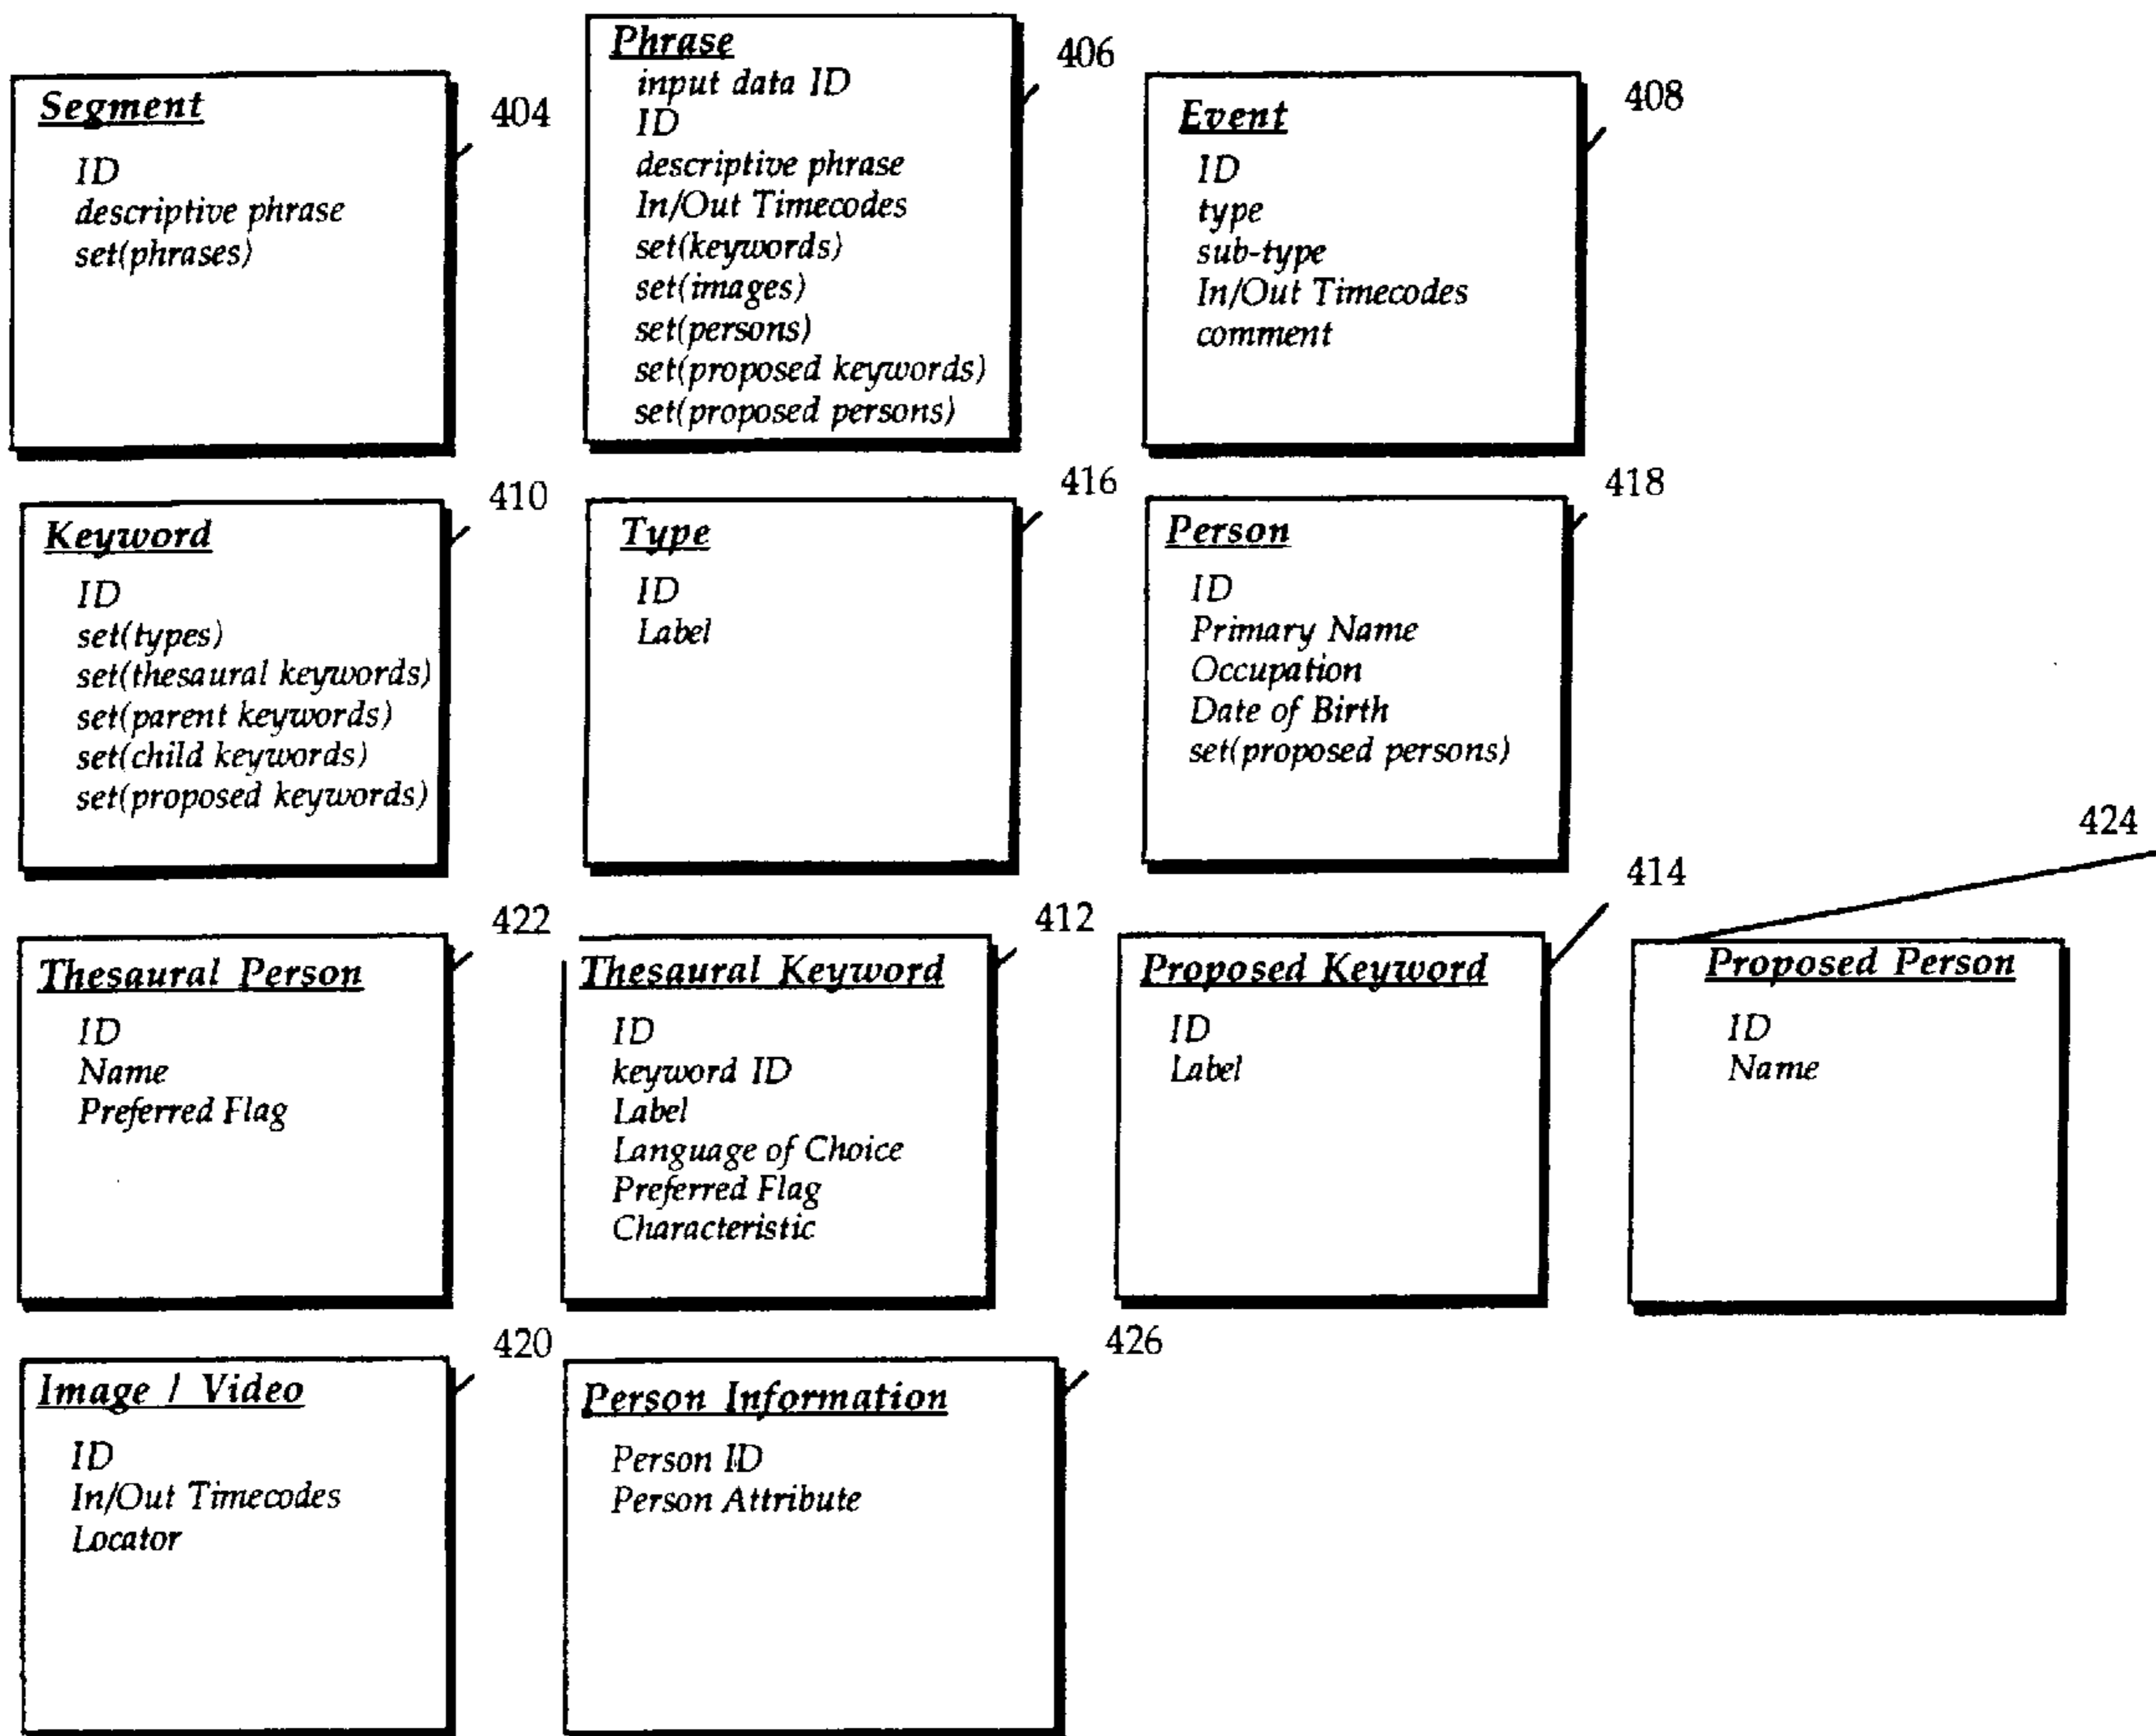 Segment
ID
descriptive phrase
set(phrases)
404
Phrase
input data ID
ID
descriptive phrase
In/Out Timecodes
set(keywords)
set(images)
set(persons)
set(proposed keywords)
set(proposed persons)
406
Event
ID
type
sub-type
In/Out Timecodes
comment
408
Keyword
ID
set(types)
set(thesaural keywords)
set(parent keywords)
set(child keywords)
set(proposed keywords)
410
Type
ID
Label
416
Person
ID
Primary Name
Occupation
Date of Birth
set(proposed persons)
418
Thesaural Person
ID
Name
Preferred Flag
422
Thesaural Keyword
ID
keyword ID
Label
Language of Choice
Preferred Flag
Characteristic
412
Proposed Keyword
ID
Label
414
Proposed Person
ID
Name
424
Image / Video
ID
In/Out Timecodes
Locator
420
Person Information
Person ID
Person Attribute
426